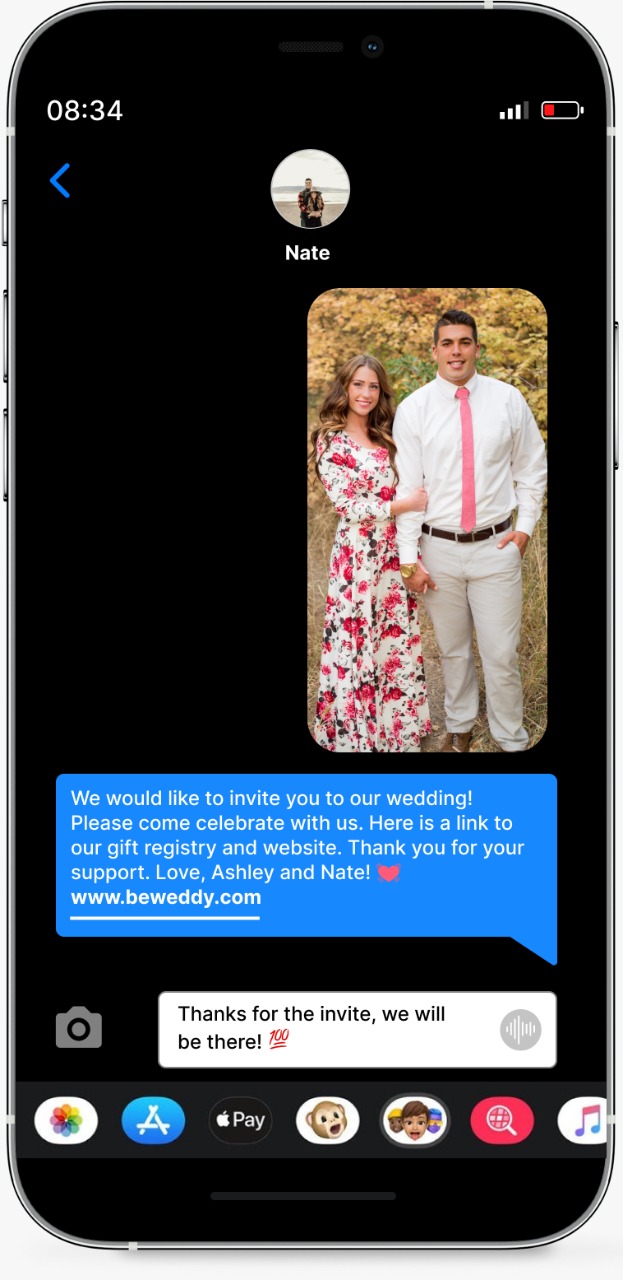 08:34
Nate
We would like to invite you to our wedding!
Please come celebrate with us. Here is a link to
our gift registry and website. Thank you for your
support. Love, Ashley and Nate! 💓
www.beweddy.com
Thanks for the invite, we will
be there! 💯
Pay